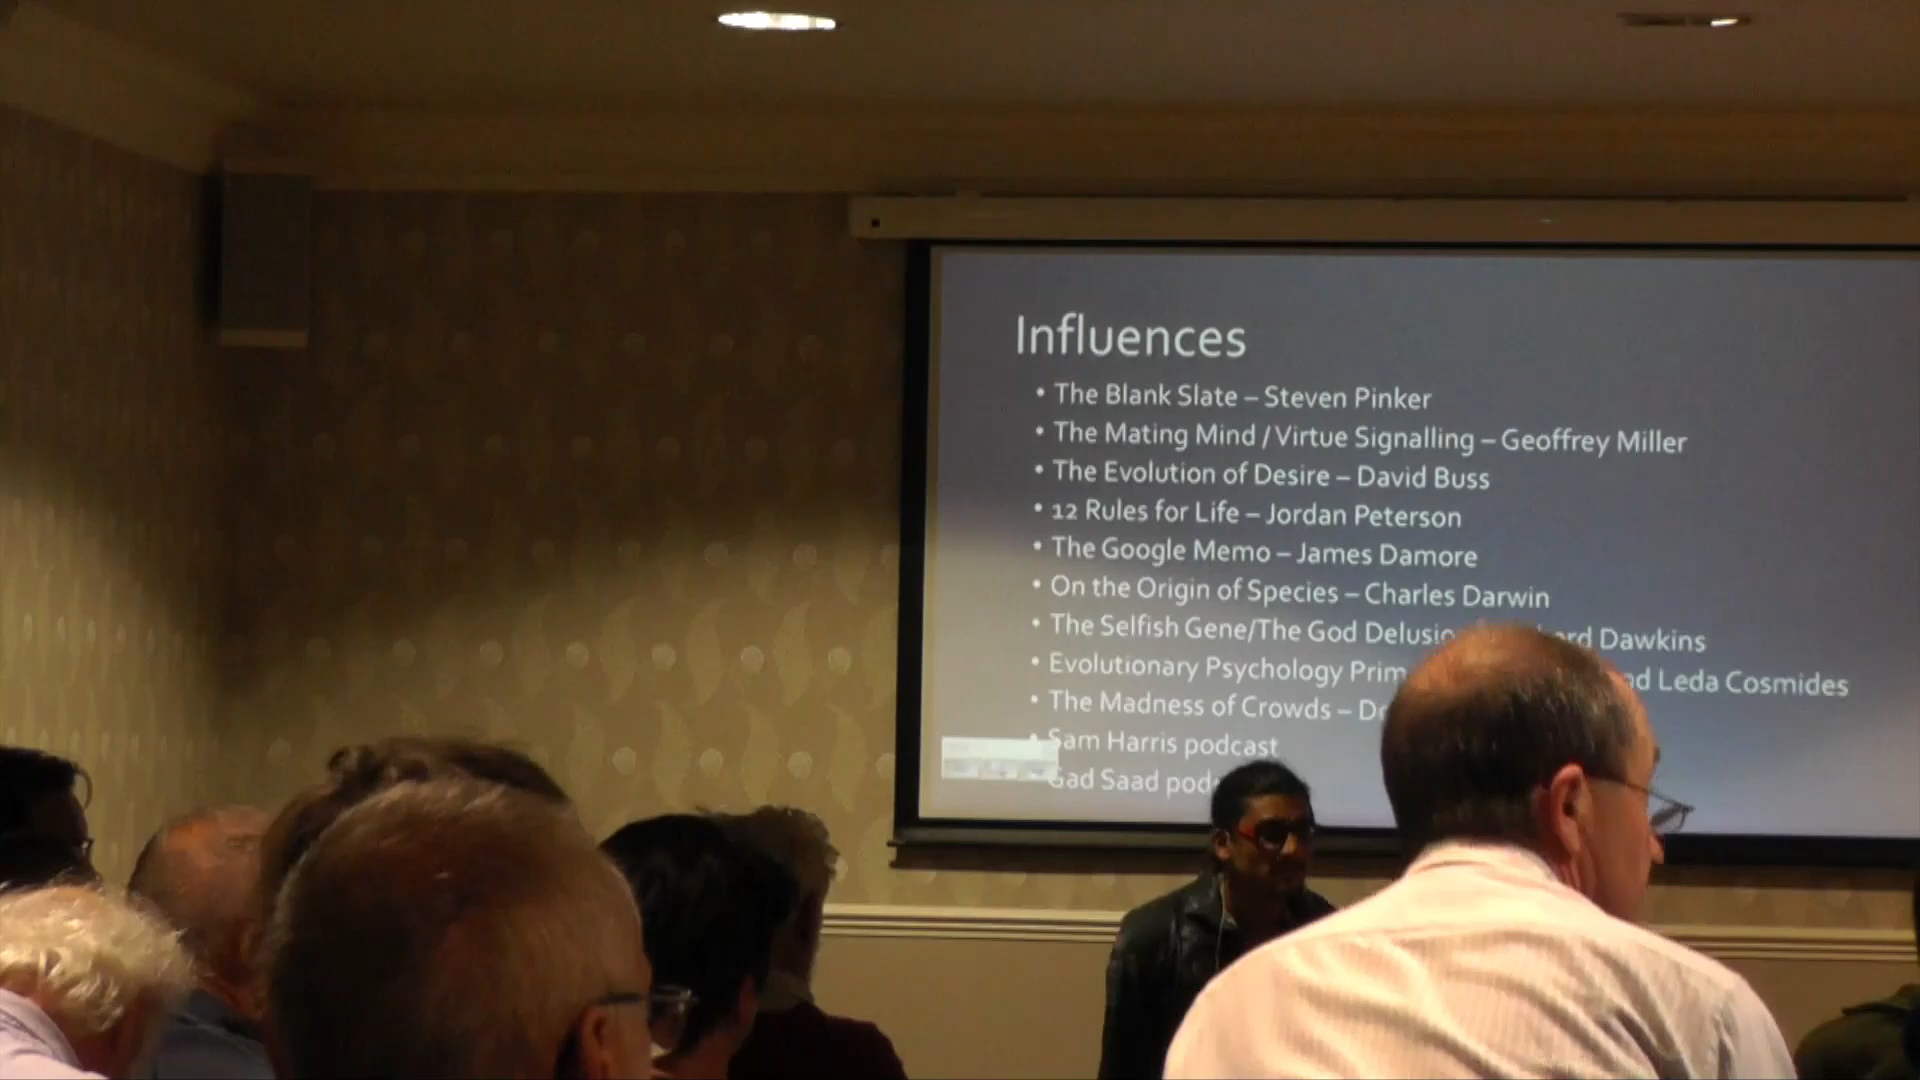 Influences
• The Blank Slate – Steven Pinker
• The Mating Mind / Virtue Signalling – Geoffrey Miller
• The Evolution of Desire – David Buss
• 12 Rules for Life – Jordan Peterson
• The Google Memo – James Damore
• On the Origin of Species – Charles Darwin
• The Selfish Gene/The God Dawkins
• Evolutionary Psychology Leda Cosmides
• The Madness of Crowds –
• Sam Harris podcast
Gad Saad